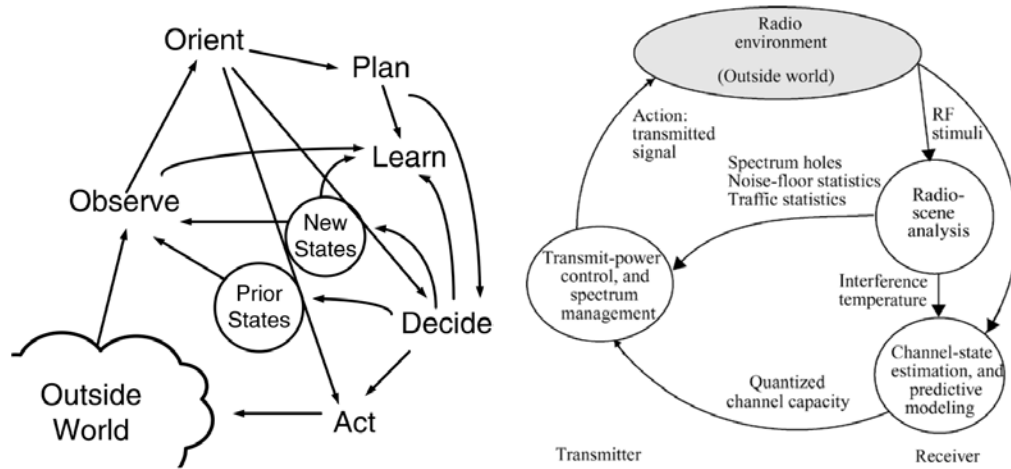 Orient
Plan
Learn
Observe
New
States
Prior
States
Decide
Outside
World
Act
Radio
environment
(Outside world)
Action:
transmitted
signal
RF
stimuli
Spectrum holes
Noise-floor statistics
Traffic statistics
Radio-
scene
analysis
Transmit-power
control, and
spectrum
management
Interference
temperature
Channel-state
estimation, and
predictive
modeling
Quantized
channel capacity
Transmitter
Receiver